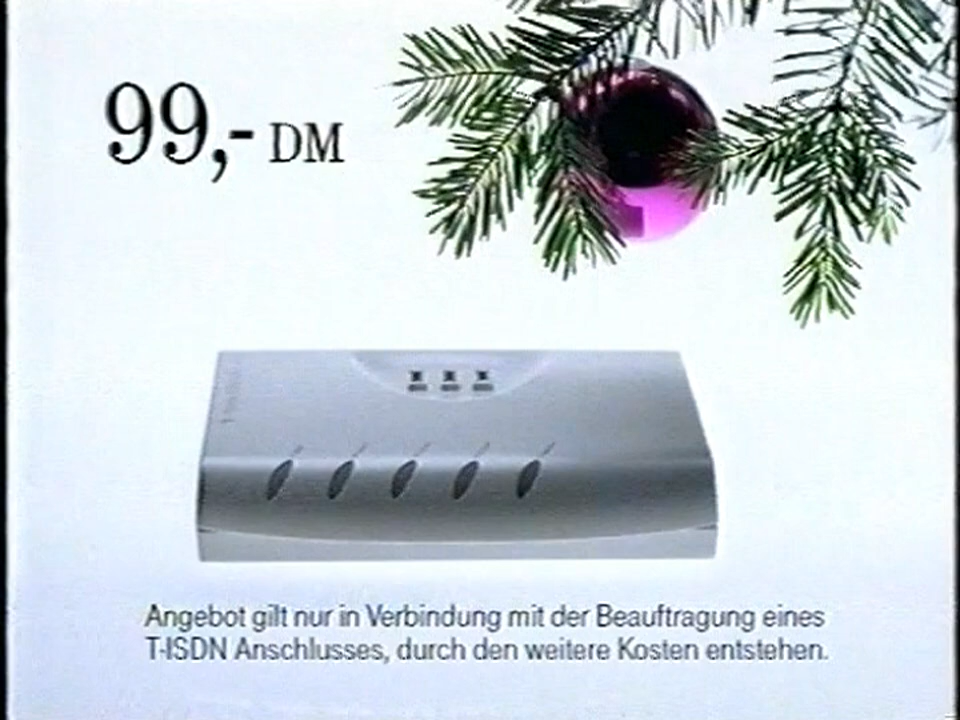 99,- DM
Angebot gilt nur in Verbindung mit der Beauftragung eines
T-ISDN Anschlusses, durch den weitere Kosten entstehen.